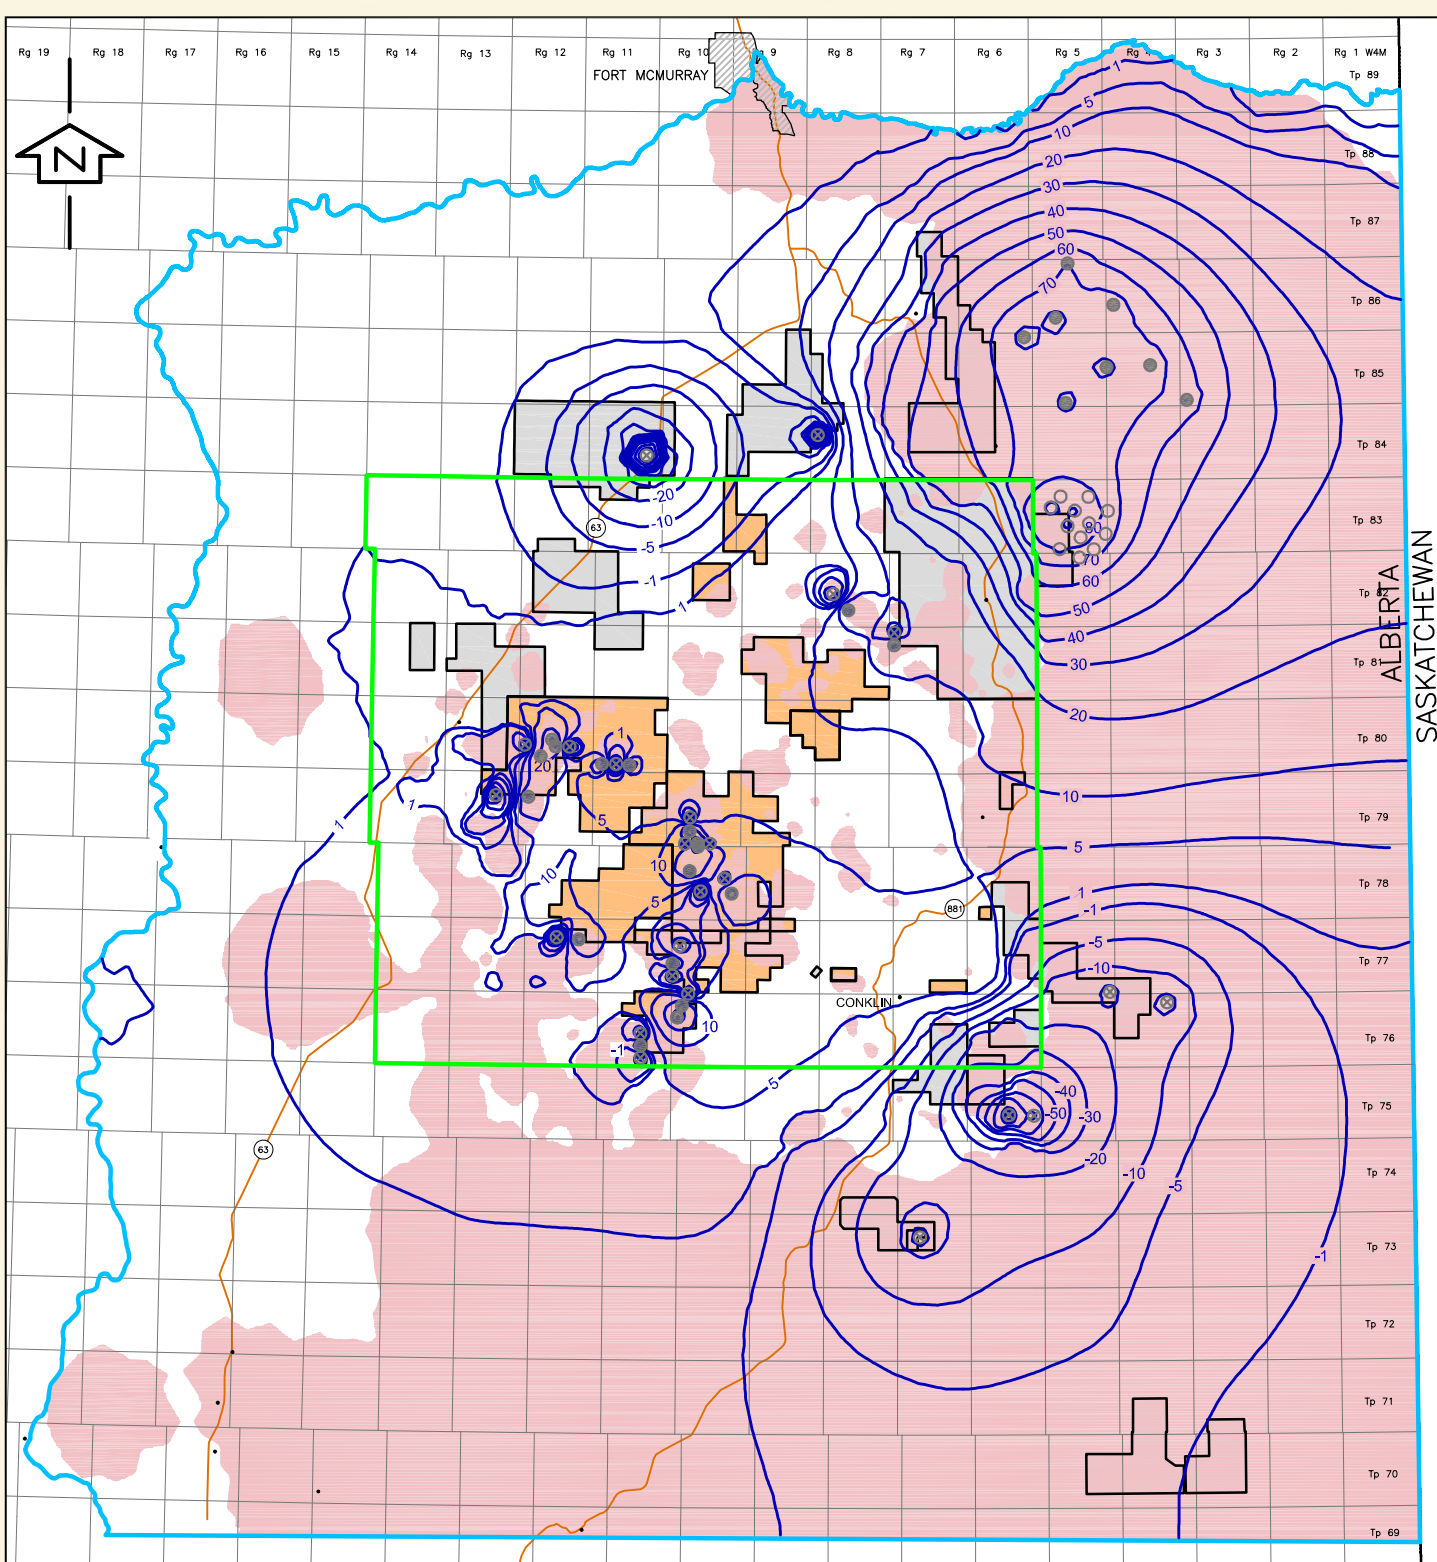 Rg 19
Rg 18
Rg 17
Rg 16
Rg 15
Rg 14
Rg 13
Rg 12
Rg 11
Rg 10
Rg 9
Rg 8
Rg 7
Rg 6
Rg 5
Rg 4
Rg 3
Rg 2
Rg 1 W4M
Tp 89
FORT MCMURRAY
N
1
5
10
20
30
40
50
60
70
Tp 88
Tp 87
Tp 86
Tp 85
Tp 84
Tp 83
Tp 82
Tp 81
Tp 80
Tp 79
Tp 78
Tp 77
Tp 76
Tp 75
Tp 74
Tp 73
Tp 72
Tp 71
Tp 70
Tp 69
ALBERTA
SASKATCHEWAN
-20
-10
-5
-1
1
63
80
70
60
50
40
30
20
10
5
1
-1
-5
-10
1
20
1
1
5
10
10
5
881
CONKLIN
10
-1
5
-40
-50
-30
-20
-10
-5
-1
63